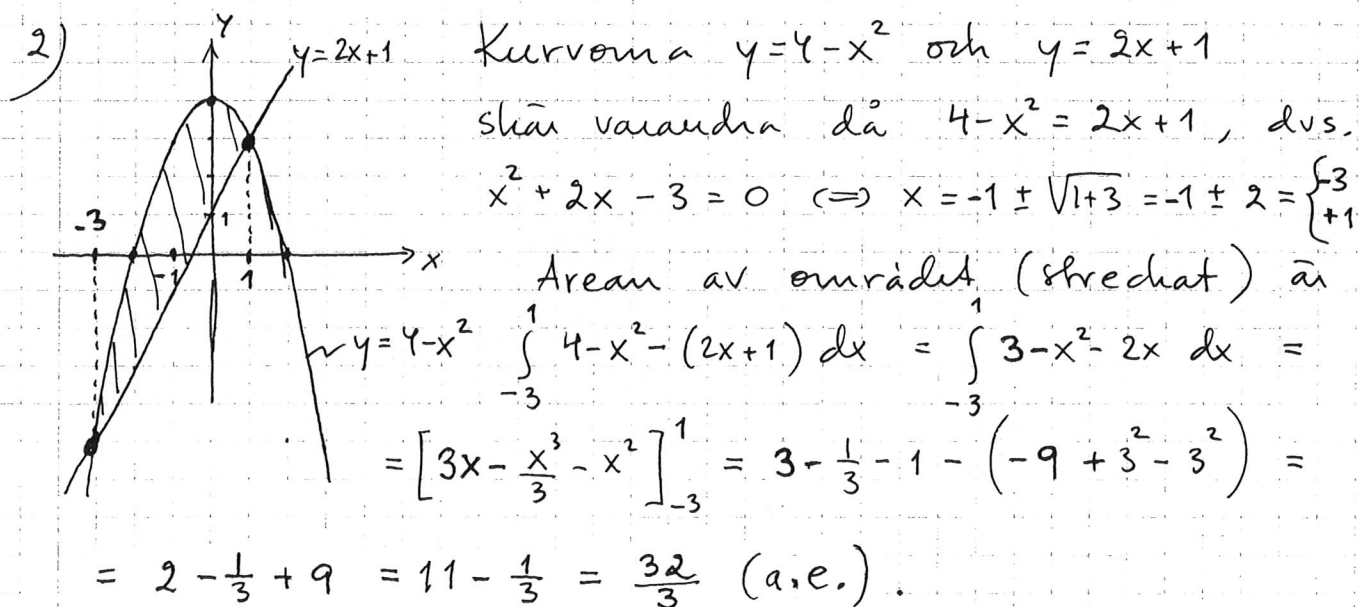 2)
y
y=2x+1
-3
1
-1
1
x
y=4-x²
Kurvorna y=4-x² och y=2x+1
skär varandra då 4-x² = 2x+1, dvs.
x² + 2x - 3 = 0 <=> x = -1 ± √(1+3) = -1 ± 2 = { -3 +1
Arean av området (streckat) är
∫_{-3}^{1} 4-x²-(2x+1) dx = ∫_{-3}^{1} 3-x²-2x dx =
= [3x - x³/3 - x²]_{-3}^{1} = 3 - 1/3 - 1 - (-9 + 3² - 3²) =
= 2 - 1/3 + 9 = 11 - 1/3 = 32/3 (a.e.).